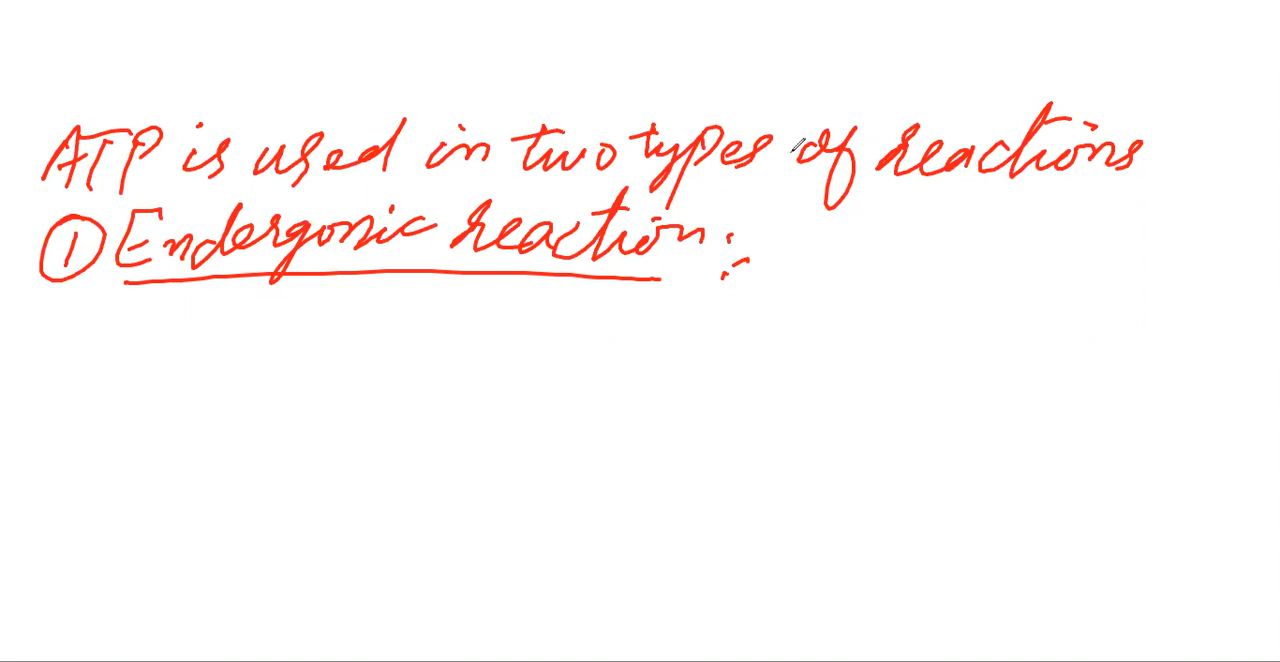 ATP is used in two types of reactions
① Endergonic reaction:-